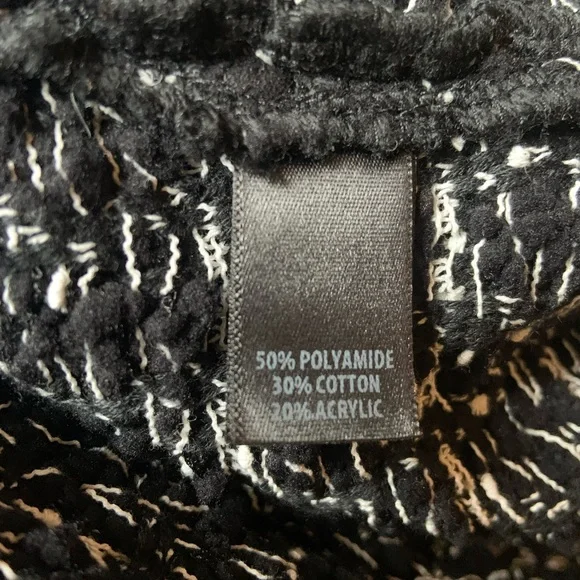 50% POLYAMIDE
30% COTTON
20% ACRYLIC